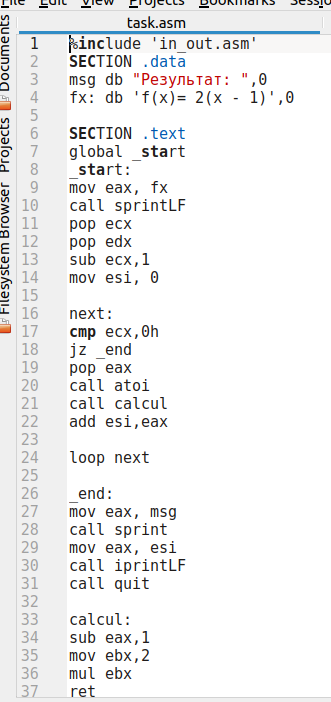 File Edit View Projects Bookmarks Sessio
task.asm
Documents
Projects
Filesystem Browser
1 %include 'in_out.asm'
2 SECTION .data
3 msg db "Результат: ",0
4 fx: db 'f(x)= 2(x - 1)',0
5
6 SECTION .text
7 global _start
8 _start:
9 mov eax, fx
10 call sprintLF
11 pop ecx
12 pop edx
13 sub ecx,1
14 mov esi, 0
15
16 next:
17 cmp ecx,0h
18 jz _end
19 pop eax
20 call atoi
21 call calcul
22 add esi,eax
23
24 loop next
25
26 _end:
27 mov eax, msg
28 call sprint
29 mov eax, esi
30 call iprintLF
31 call quit
32
33 calcul:
34 sub eax,1
35 mov ebx,2
36 mul ebx
37 ret